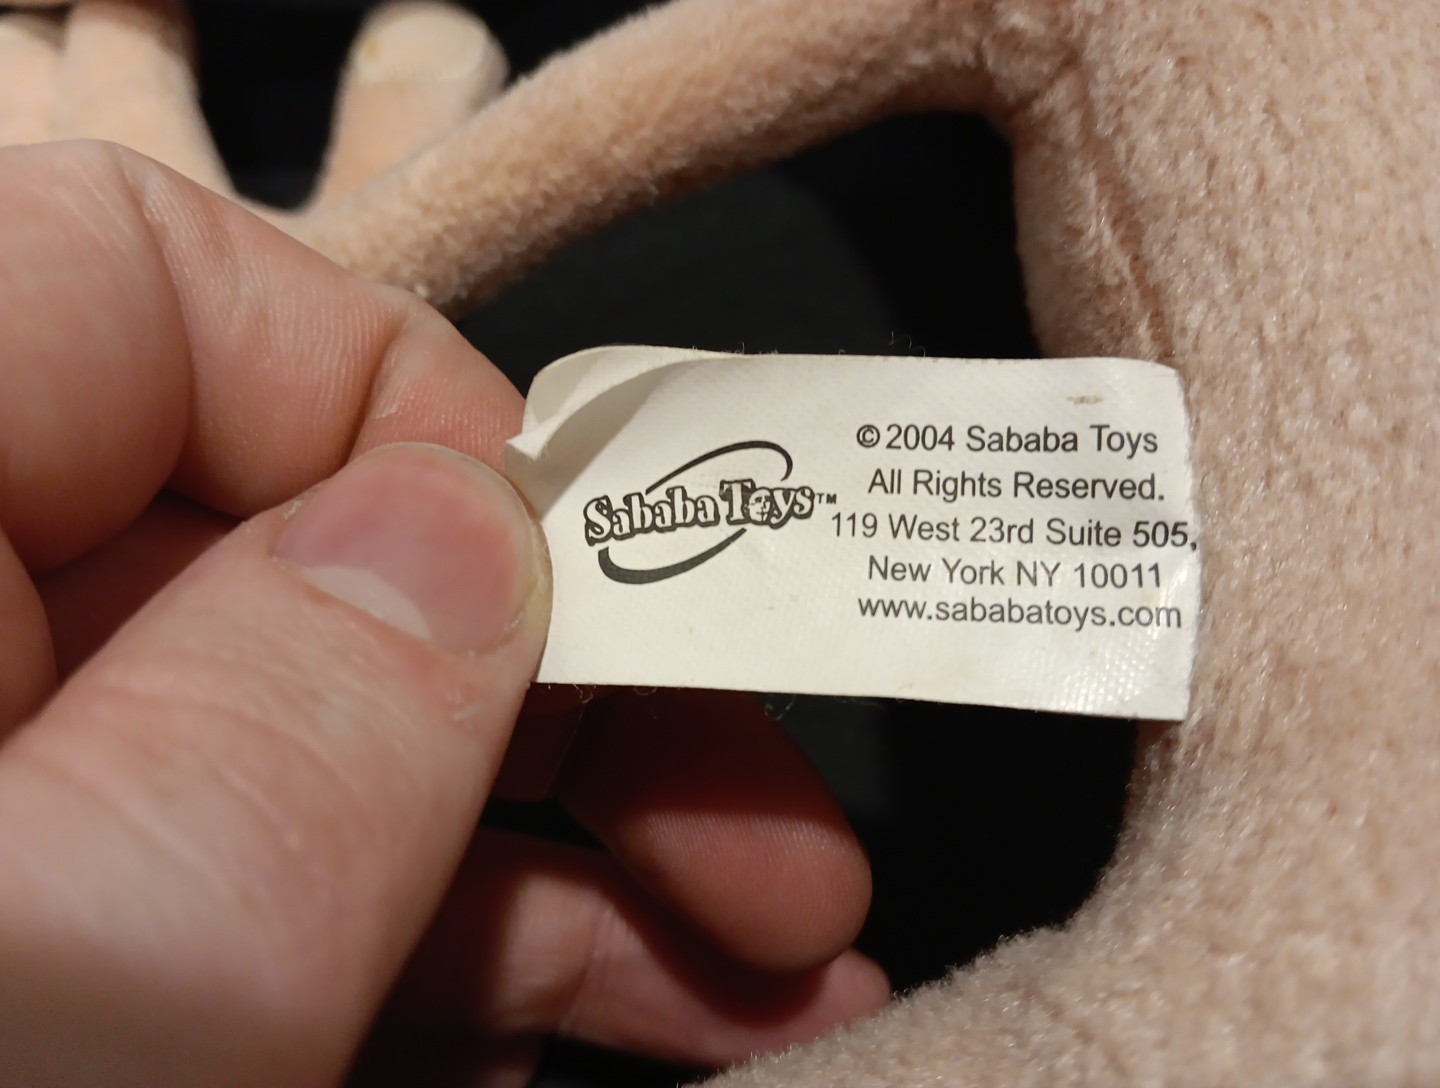 Sababa Toys™
©2004 Sababa Toys
All Rights Reserved.
119 West 23rd Suite 505,
New York NY 10011
www.sababatoys.com